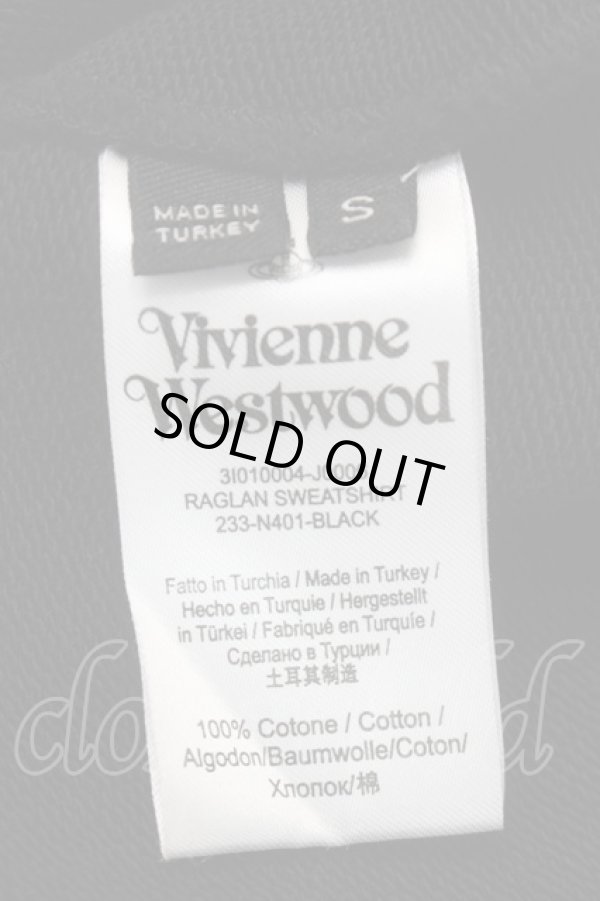 MADE IN
TURKEY
S
Vivienne
Westwood
SOLD OUT
RAGLAN SWEATSHIRT
233-N401-BLACK
Fatto in Turchia / Made in Turkey /
Hecho en Turquie / Hergestellt
in Türkei / Fabriqué en Turquíe /
Сделано в Турции /
土耳其制造
100% Cotone / Cotton /
Algodon/Baumwolle/Coton/
Хлопок/棉